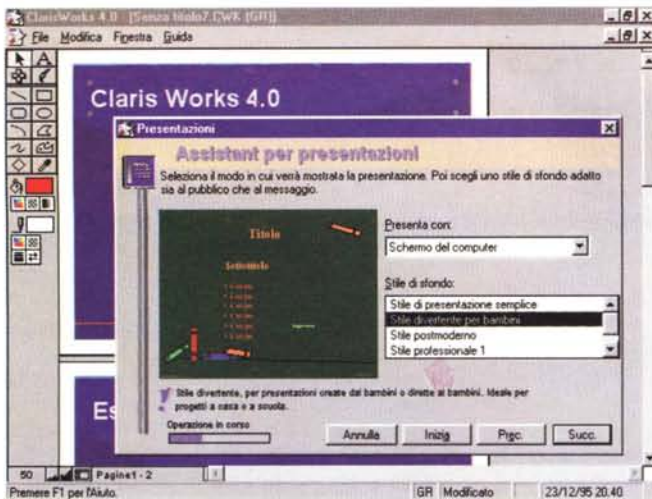 ClarisWorks 4.0 - [Senza titolo7.CWK (GR)]
File Modifica Finestra Guida
Claris Works 4.0
Presentazioni
Assistant per presentazioni
Seleziona il modo in cui verrà mostrata la presentazione. Poi scegli uno stile di sfondo adatto
sia al pubblico che al messaggio.
Titolo
Sottotitolo
Presenta con:
Schermo del computer
Stile di sfondo:
Stile di presentazione semplice
Stile divertente per bambini
Stile postmoderno
Stile professionale 1
Stile divertente, per presentazioni create dai bambini o dirette ai bambini. Ideale per
progetti a casa e a scuola.
Operazione in corso
Annulla Inizia Prec. Succ.
Es
50 Pagine1 - 2
Premere F1 per l'Aiuto. GR Modificato 23/12/95 20.40